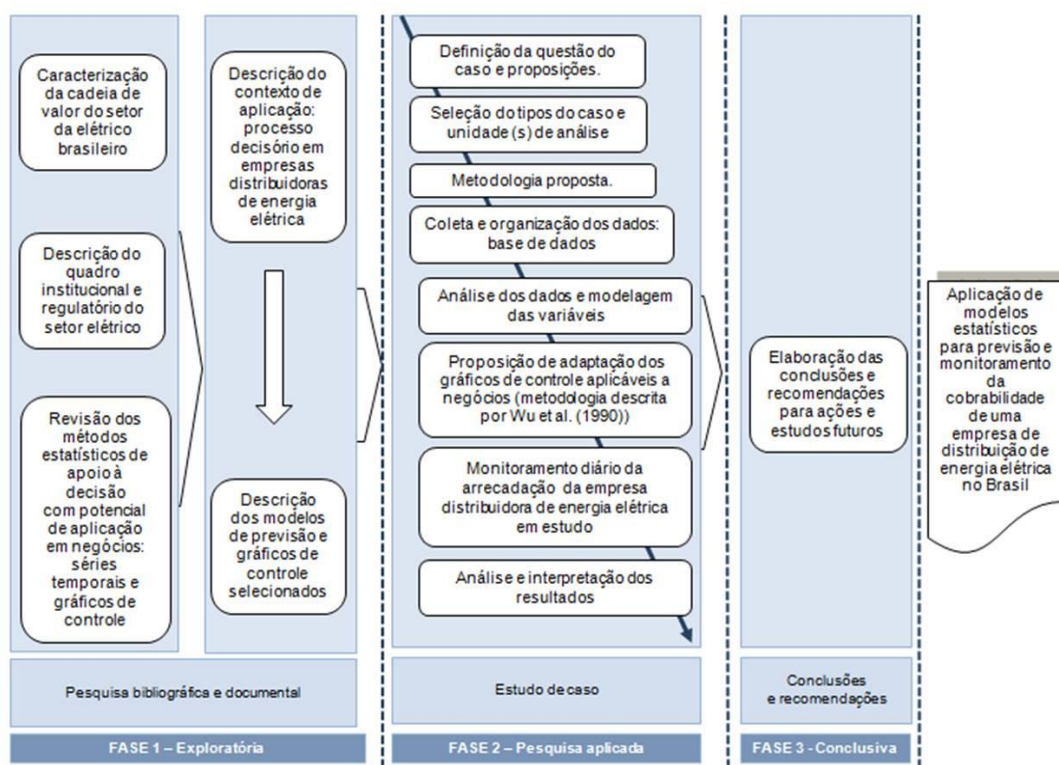 Caracterização
da cadeia de
valor do setor
da elétrico
brasileiro
Descrição do
quadro
institucional e
regulatório do
setor elétrico
Revisão dos
métodos
estatísticos de
apoio à
decisão
com potencial
de aplicação
em negócios:
séries
temporais e
gráficos de
controle
Descrição do
contexto de
aplicação:
processo
decisório em
empresas
distribuidoras
de energia
elétrica
Descrição
dos modelos
de previsão e
gráficos de
controle
selecionados
Pesquisa bibliográfica e documental
FASE 1 – Exploratória
Definição da questão do
caso e proposições.
Seleção do tipos do caso e
unidade (s) de análise
Metodologia proposta.
Coleta e organização dos dados:
base de dados
Análise dos dados e modelagem
das variáveis
Proposição de adaptação dos
gráficos de controle aplicáveis a
negócios (metodologia descrita
por Wu et al. (1990))
Monitoramento diário da
arrecadação da empresa
distribuidora de energia elétrica
em estudo
Análise e interpretação dos
resultados
Estudo de caso
FASE 2 – Pesquisa aplicada
Elaboração das
conclusões e
recomendações
para ações e
estudos futuros
Conclusões
e recomendações
FASE 3 - Conclusiva
Aplicação de
modelos
estatísticos
para previsão e
monitoramento
da
cobrabilidade
de uma
empresa de
distribuição de
energia elétrica
no Brasil